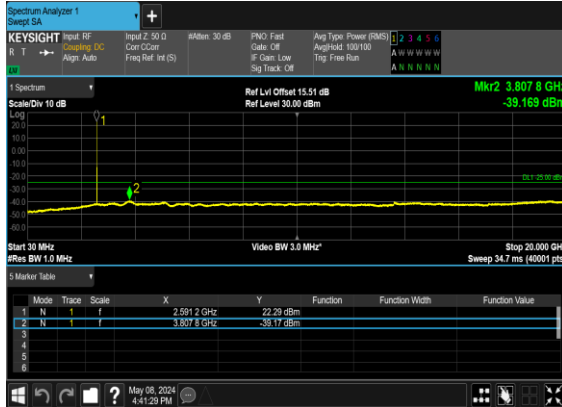 Spectrum Analyzer 1
Swept SA
+
KEYSIGHT Input: RF Input Z: 50 Ω #Atten: 30 dB PNO: Fast Avg Type: Power (RMS) 1 2 3 4 5 6
R T Coupling: DC Corr CCorr Gate: Off Avg|Hold: 100/100 A W W W W W
Align: Auto Freq Ref: Int (S) IF Gain: Low Trig: Free Run
LXI Sig Track: Off A N N N N N
1 Spectrum Ref Lvl Offset 15.51 dB Mkr2 3.807 8 GHz
Scale/Div 10 dB Ref Level 30.00 dBm -39.169 dBm
Log
1
20.0
10.0
0.00
-10.0
-20.0 DL1 -25.00 dBm
-30.0 2
-40.0
-50.0
-60.0
Start 30 MHz Video BW 3.0 MHz* Stop 20.000 GHz
#Res BW 1.0 MHz Sweep 34.7 ms (40001 pts)
5 Marker Table
Mode Trace Scale X Y Function Function Width Function Value
1 N 1 f 2.591 2 GHz 22.29 dBm
2 N 1 f 3.807 8 GHz -39.17 dBm
3
4
5
6
? May 08, 2024
4:41:29 PM